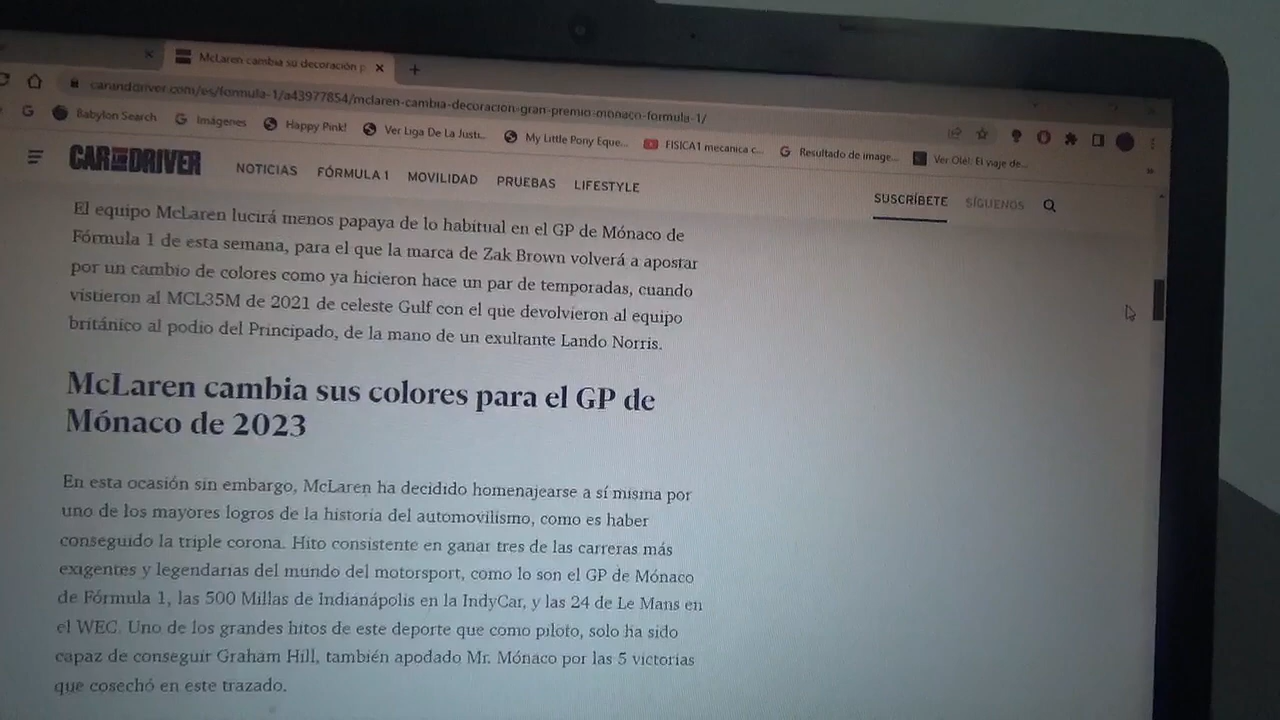 McLaren cambia su decoración p
carandddriver.com/es/formula-1/a43977854/mclaren-cambia-decoracion-gran-premio-monaco-formula-1/
Babylon Search
Imágenes
Happy Pink!
Ver Liga De La Justi...
My Little Pony Eque...
FISICA1 mecanica c...
Resultado de image...
Ver Olé!: El viaje de...
CAR AND DRIVER
NOTICIAS FÓRMULA 1 MOVILIDAD PRUEBAS LIFESTYLE
SUSCRÍBETE SÍGUENOS
El equipo McLaren lucirá menos papaya de lo habitual en el GP de Mónaco de
Fórmula 1 de esta semana, para el que la marca de Zak Brown volverá a apostar
por un cambio de colores como ya hicieron hace un par de temporadas, cuando
vistieron al MCL35M de 2021 de celeste Gulf con el que devolvieron al equipo
británico al podio del Principado, de la mano de un exultante Lando Norris.
McLaren cambia sus colores para el GP de
Mónaco de 2023
En esta ocasión sin embargo, McLaren ha decidido homenajearse a sí misma por
uno de los mayores logros de la historia del automovilismo, como es haber
conseguido la triple corona. Hito consistente en ganar tres de las carreras más
exigentes y legendarias del mundo del motorsport, como lo son el GP de Mónaco
de Fórmula 1, las 500 Millas de Indianápolis en la IndyCar, y las 24 de Le Mans en
el WEC. Uno de los grandes hitos de este deporte que como piloto, solo ha sido
capaz de conseguir Graham Hill, también apodado Mr. Mónaco por las 5 victorias
que cosechó en este trazado.